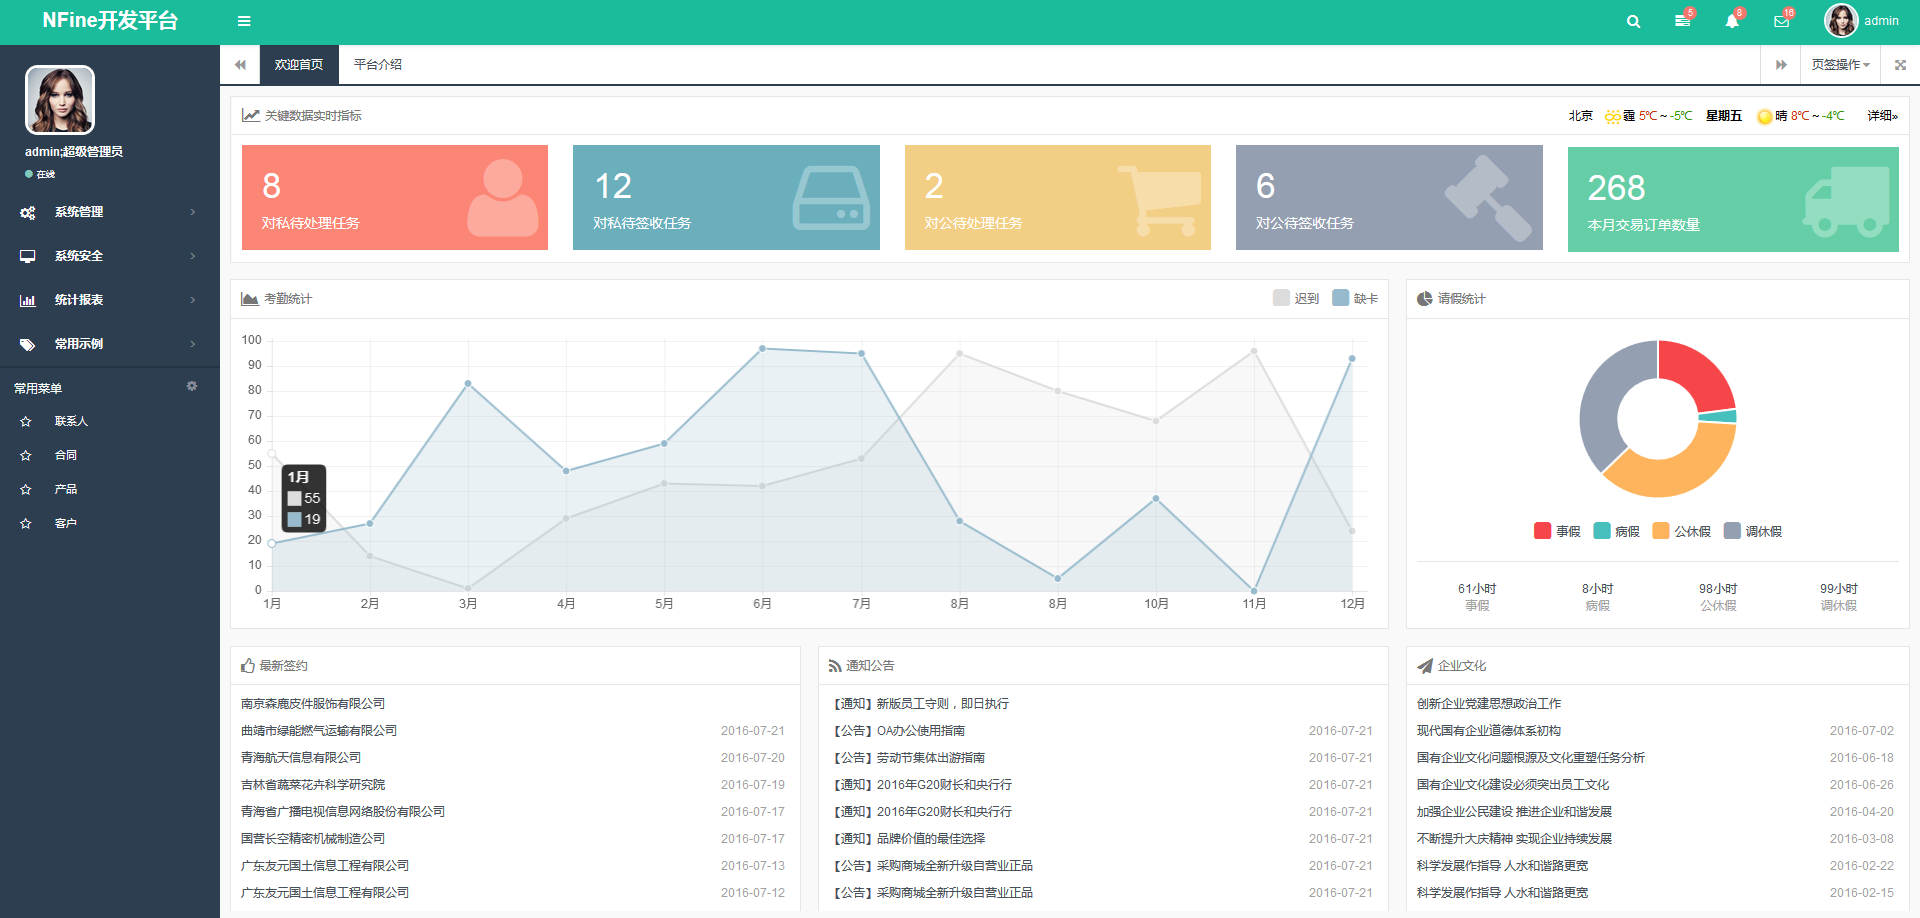 NFine开发平台
5
8
16
admin
欢迎首页
平台介绍
页签操作
admin;超级管理员
在线
系统管理
系统安全
统计报表
常用示例
常用菜单
联系人
合同
产品
客户
关键数据实时指标
北京 霾 5℃～-5℃ 星期五 晴 8℃～-4℃ 详细»
8
对私待处理任务
12
对私待签收任务
2
对公待处理任务
6
对公待签收任务
268
本月交易订单数量
考勤统计
迟到 缺卡
100
90
80
70
60
50
40
30
20
10
0
1月
55
19
1月 2月 3月 4月 5月 6月 7月 8月 8月 10月 11月 12月
请假统计
事假 病假 公休假 调休假
61小时 8小时 98小时 99小时
事假 病假 公休假 调休假
最新签约
南京森鹿皮件服饰有限公司
曲靖市绿能燃气运输有限公司 2016-07-21
青海航天信息有限公司 2016-07-20
吉林省蔬菜花卉科学研究院 2016-07-19
青海省广播电视信息网络股份有限公司 2016-07-17
国营长空精密机械制造公司 2016-07-17
广东友元国土信息工程有限公司 2016-07-13
广东友元国土信息工程有限公司 2016-07-12
通知公告
【通知】新版员工守则，即日执行
【公告】OA办公使用指南 2016-07-21
【公告】劳动节集体出游指南 2016-07-21
【通知】2016年G20财长和央行行 2016-07-21
【通知】2016年G20财长和央行行 2016-07-21
【通知】品牌价值的最佳选择 2016-07-21
【公告】采购商城全新升级自营业正品 2016-07-21
【公告】采购商城全新升级自营业正品 2016-07-21
企业文化
创新企业党建思想政治工作
现代国有企业道德体系初构 2016-07-02
国有企业文化问题根源及文化重塑任务分析 2016-06-18
国有企业文化建设必须突出员工文化 2016-06-26
加强企业公民建设 推进企业和谐发展 2016-04-20
不断提升大庆精神 实现企业持续发展 2016-03-08
科学发展作指导 人水和谐路更宽 2016-02-22
科学发展作指导 人水和谐路更宽 2016-02-15